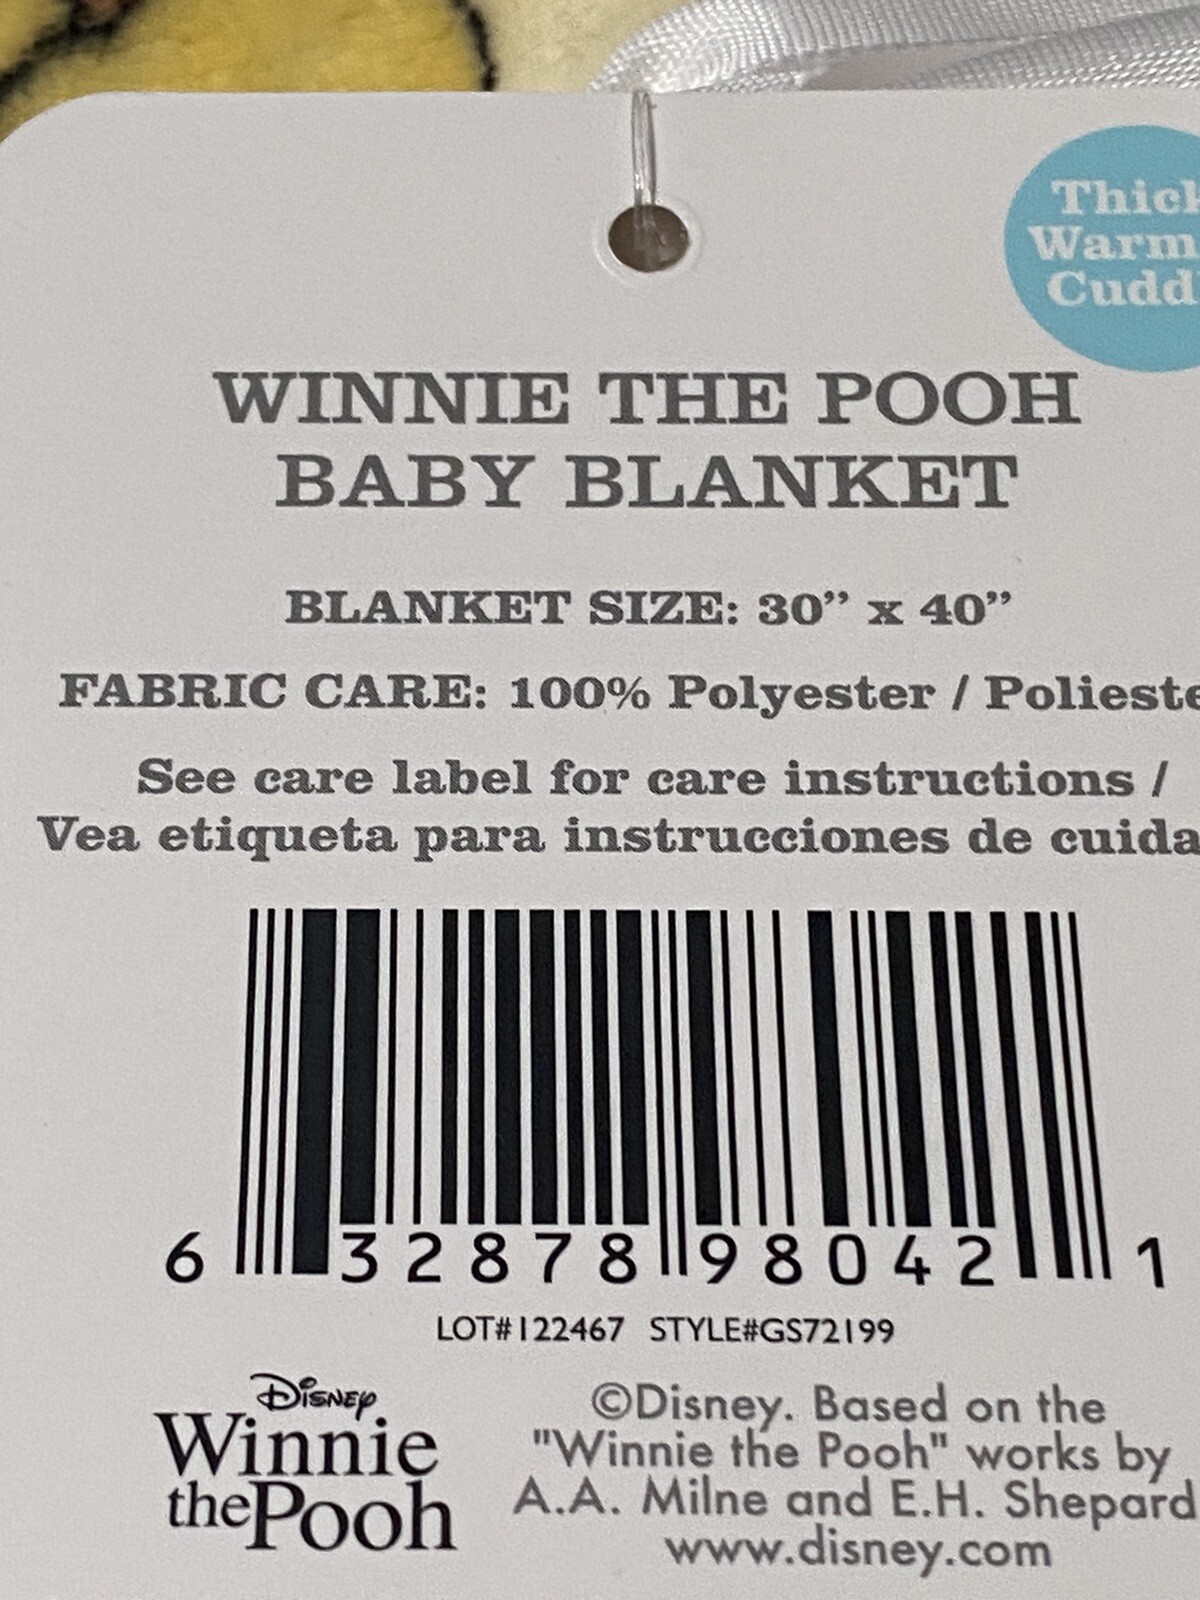 Thick
Warm
Cudd
WINNIE THE POOH
BABY BLANKET
BLANKET SIZE: 30” x 40”
FABRIC CARE: 100% Polyester /Plieste
See care label for care instructions /
Vea etiqueta para instrucciones de cuida
6 32878 98042 1
LOT#122467 STYLE#GS72199
Disney
Winnie
the Pooh
©Disney. Based on the
"Winnie the Pooh" works by
A.A. Milne and E.H. Shepard
www.disney.com